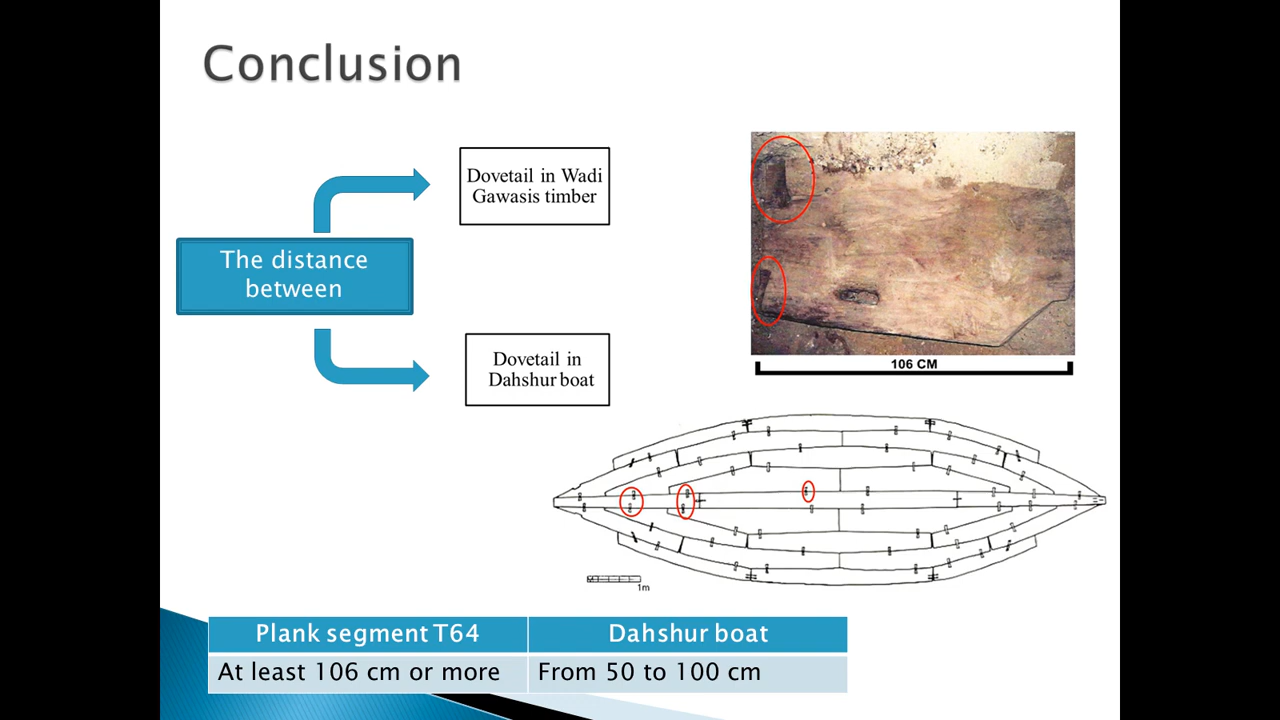 Conclusion
Dovetail in Wadi
Gawasis timber
The distance
between
Dovetail in
Dahshur boat
106 CM
1m
Plank segment T64
Dahshur boat
At least 106 cm or more
From 50 to 100 cm